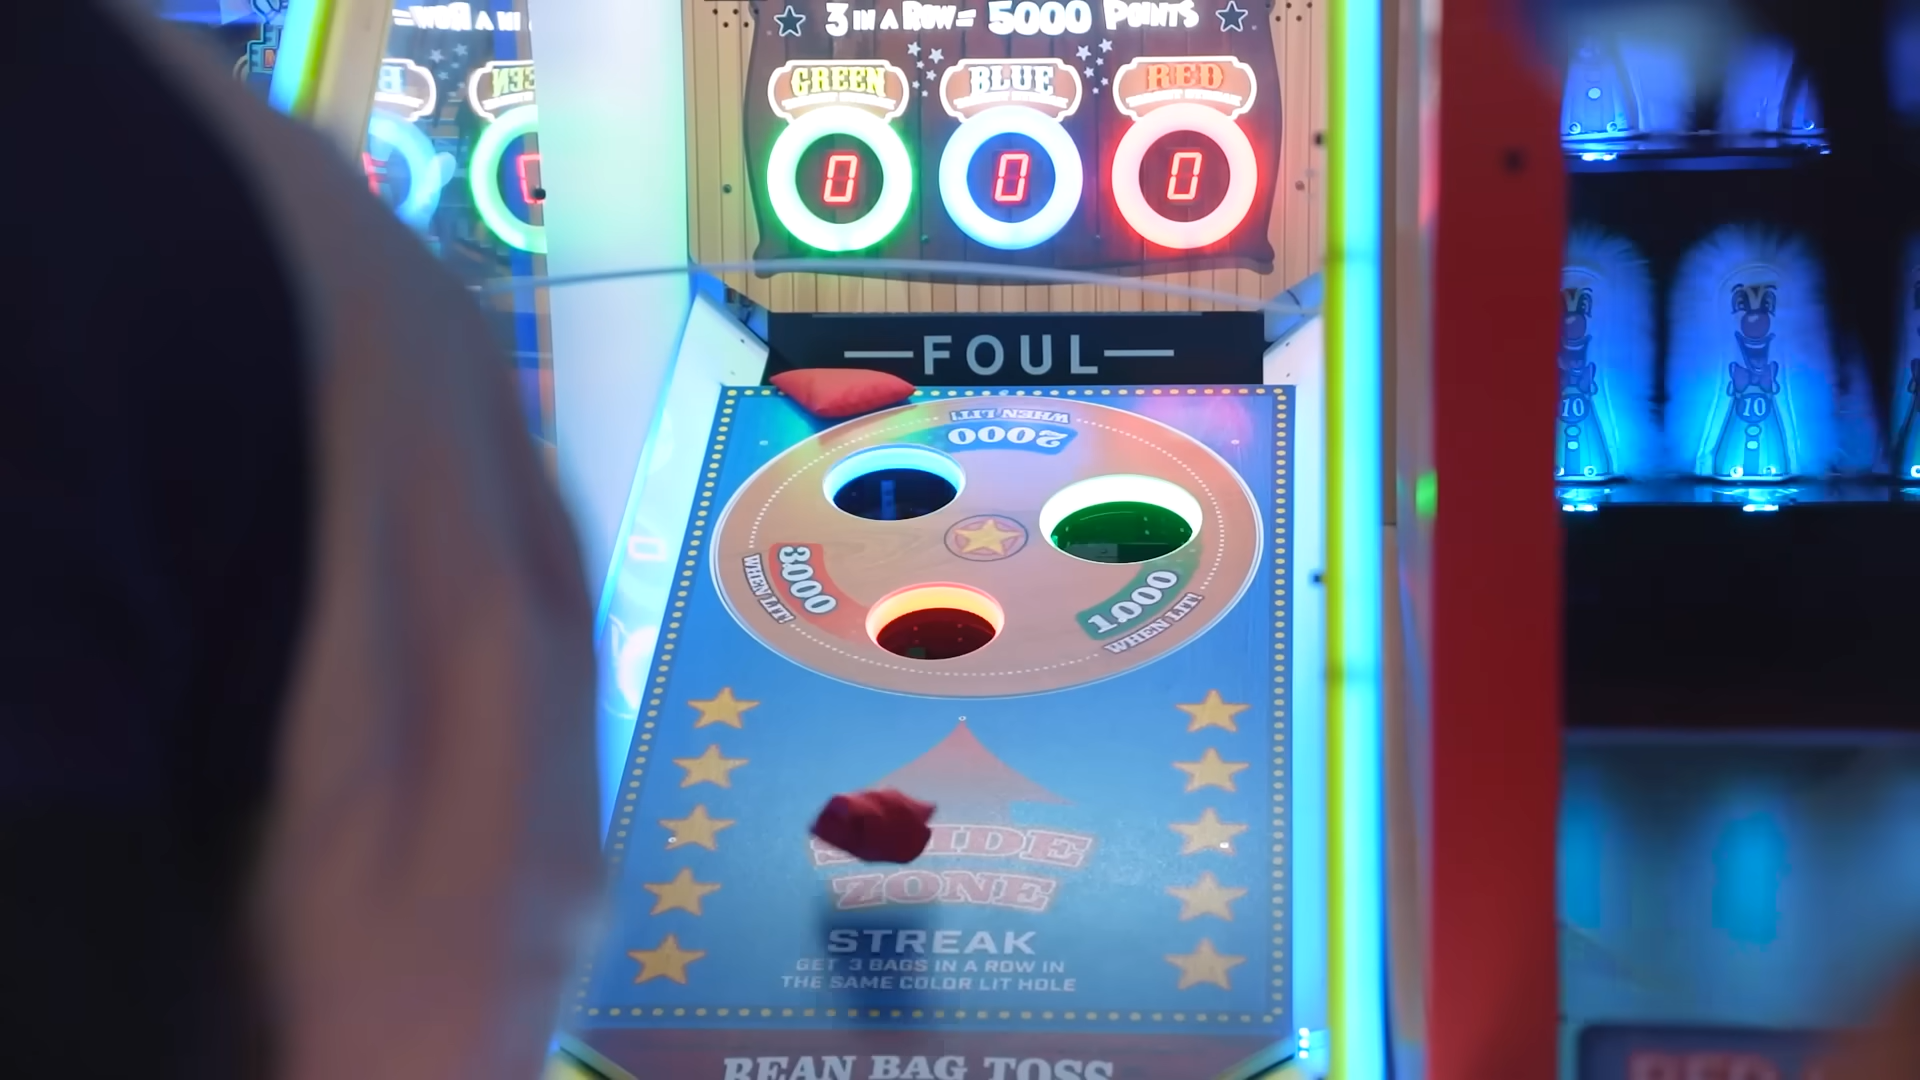 3 IN A ROW= 5000 POINTS
GREEN
BLUE
RED
0
0
0
FOUL
WHEN LIT!
2000
3000
WHEN LIT!
1000
WHEN LIT!
10
10
ZONE
STREAK
GET 3 BAGS IN A ROW IN
THE SAME COLOR LIT HOLE
BEAN BAG TOSS